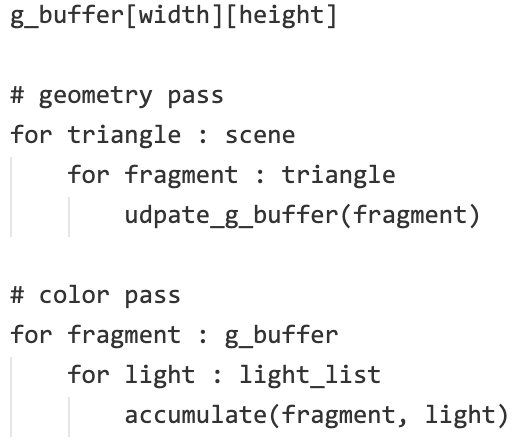 g_buffer[width][height]

# geometry pass
for triangle : scene
    for fragment : triangle
        udpate_g_buffer(fragment)

# color pass
for fragment : g_buffer
    for light : light_list
        accumulate(fragment, light)